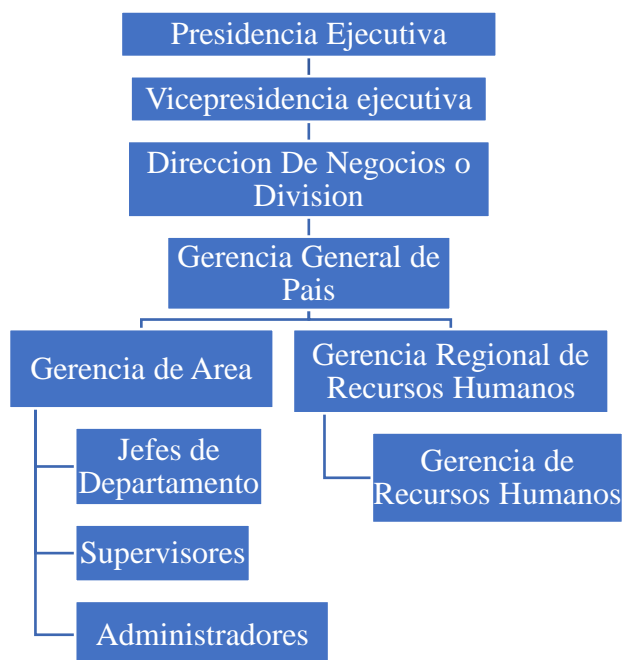 Presidencia Ejecutiva
Vicepresidencia ejecutiva
Direccion De Negocios o
Division
Gerencia General de
Pais
Gerencia de Area
Gerencia Regional de
Recursos Humanos
Jefes de
Departamento
Gerencia de
Recursos Humanos
Supervisores
Administradores